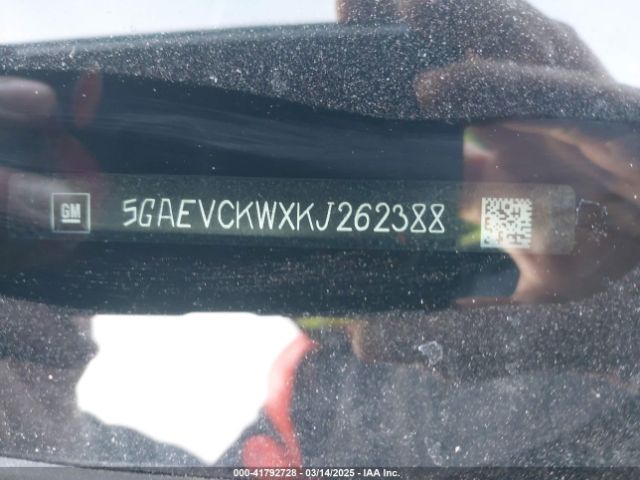 GM 5GAEVCKWXKJ262388
000-41792728 - 03/14/2025 - IAA Inc.